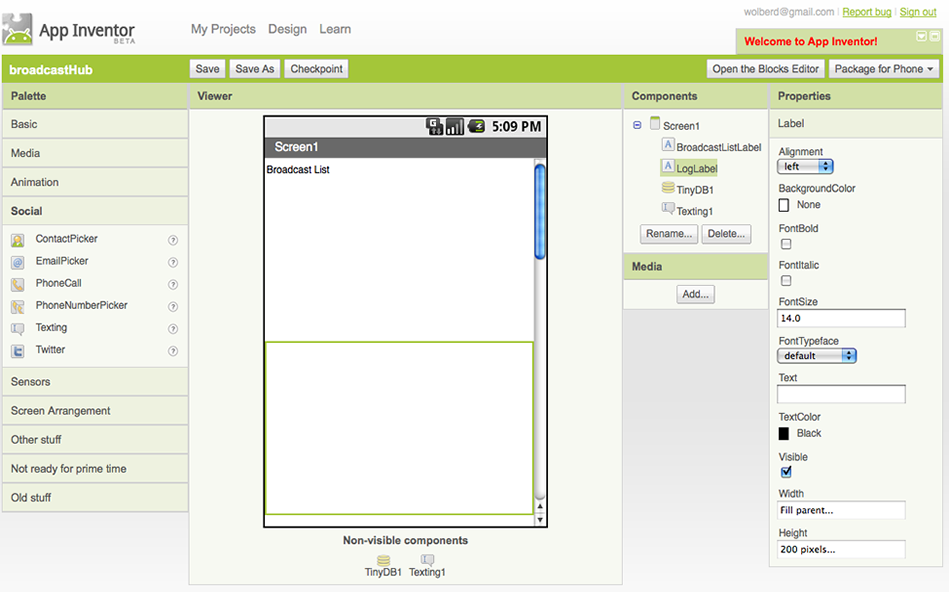 wolberd@gmail.com | Report bug | Sign out
App Inventor
BETA
My Projects Design Learn
Welcome to App Inventor!
broadcastHub
Save Save As Checkpoint
Open the Blocks Editor Package for Phone
Palette
Basic
Media
Animation
Social
ContactPicker ?
EmailPicker ?
PhoneCall ?
PhoneNumberPicker ?
Texting ?
Twitter ?
Sensors
Screen Arrangement
Other stuff
Not ready for prime time
Old stuff
Viewer
5:09 PM
Screen1
Broadcast List
Non-visible components
TinyDB1 Texting1
Components
Screen1
BroadcastListLabel
LogLabel
TinyDB1
Texting1
Rename... Delete...
Media
Add...
Properties
Label
Alignment
left
BackgroundColor
None
FontBold
FontItalic
FontSize
14.0
FontTypeface
default
Text
TextColor
Black
Visible
Width
Fill parent...
Height
200 pixels...